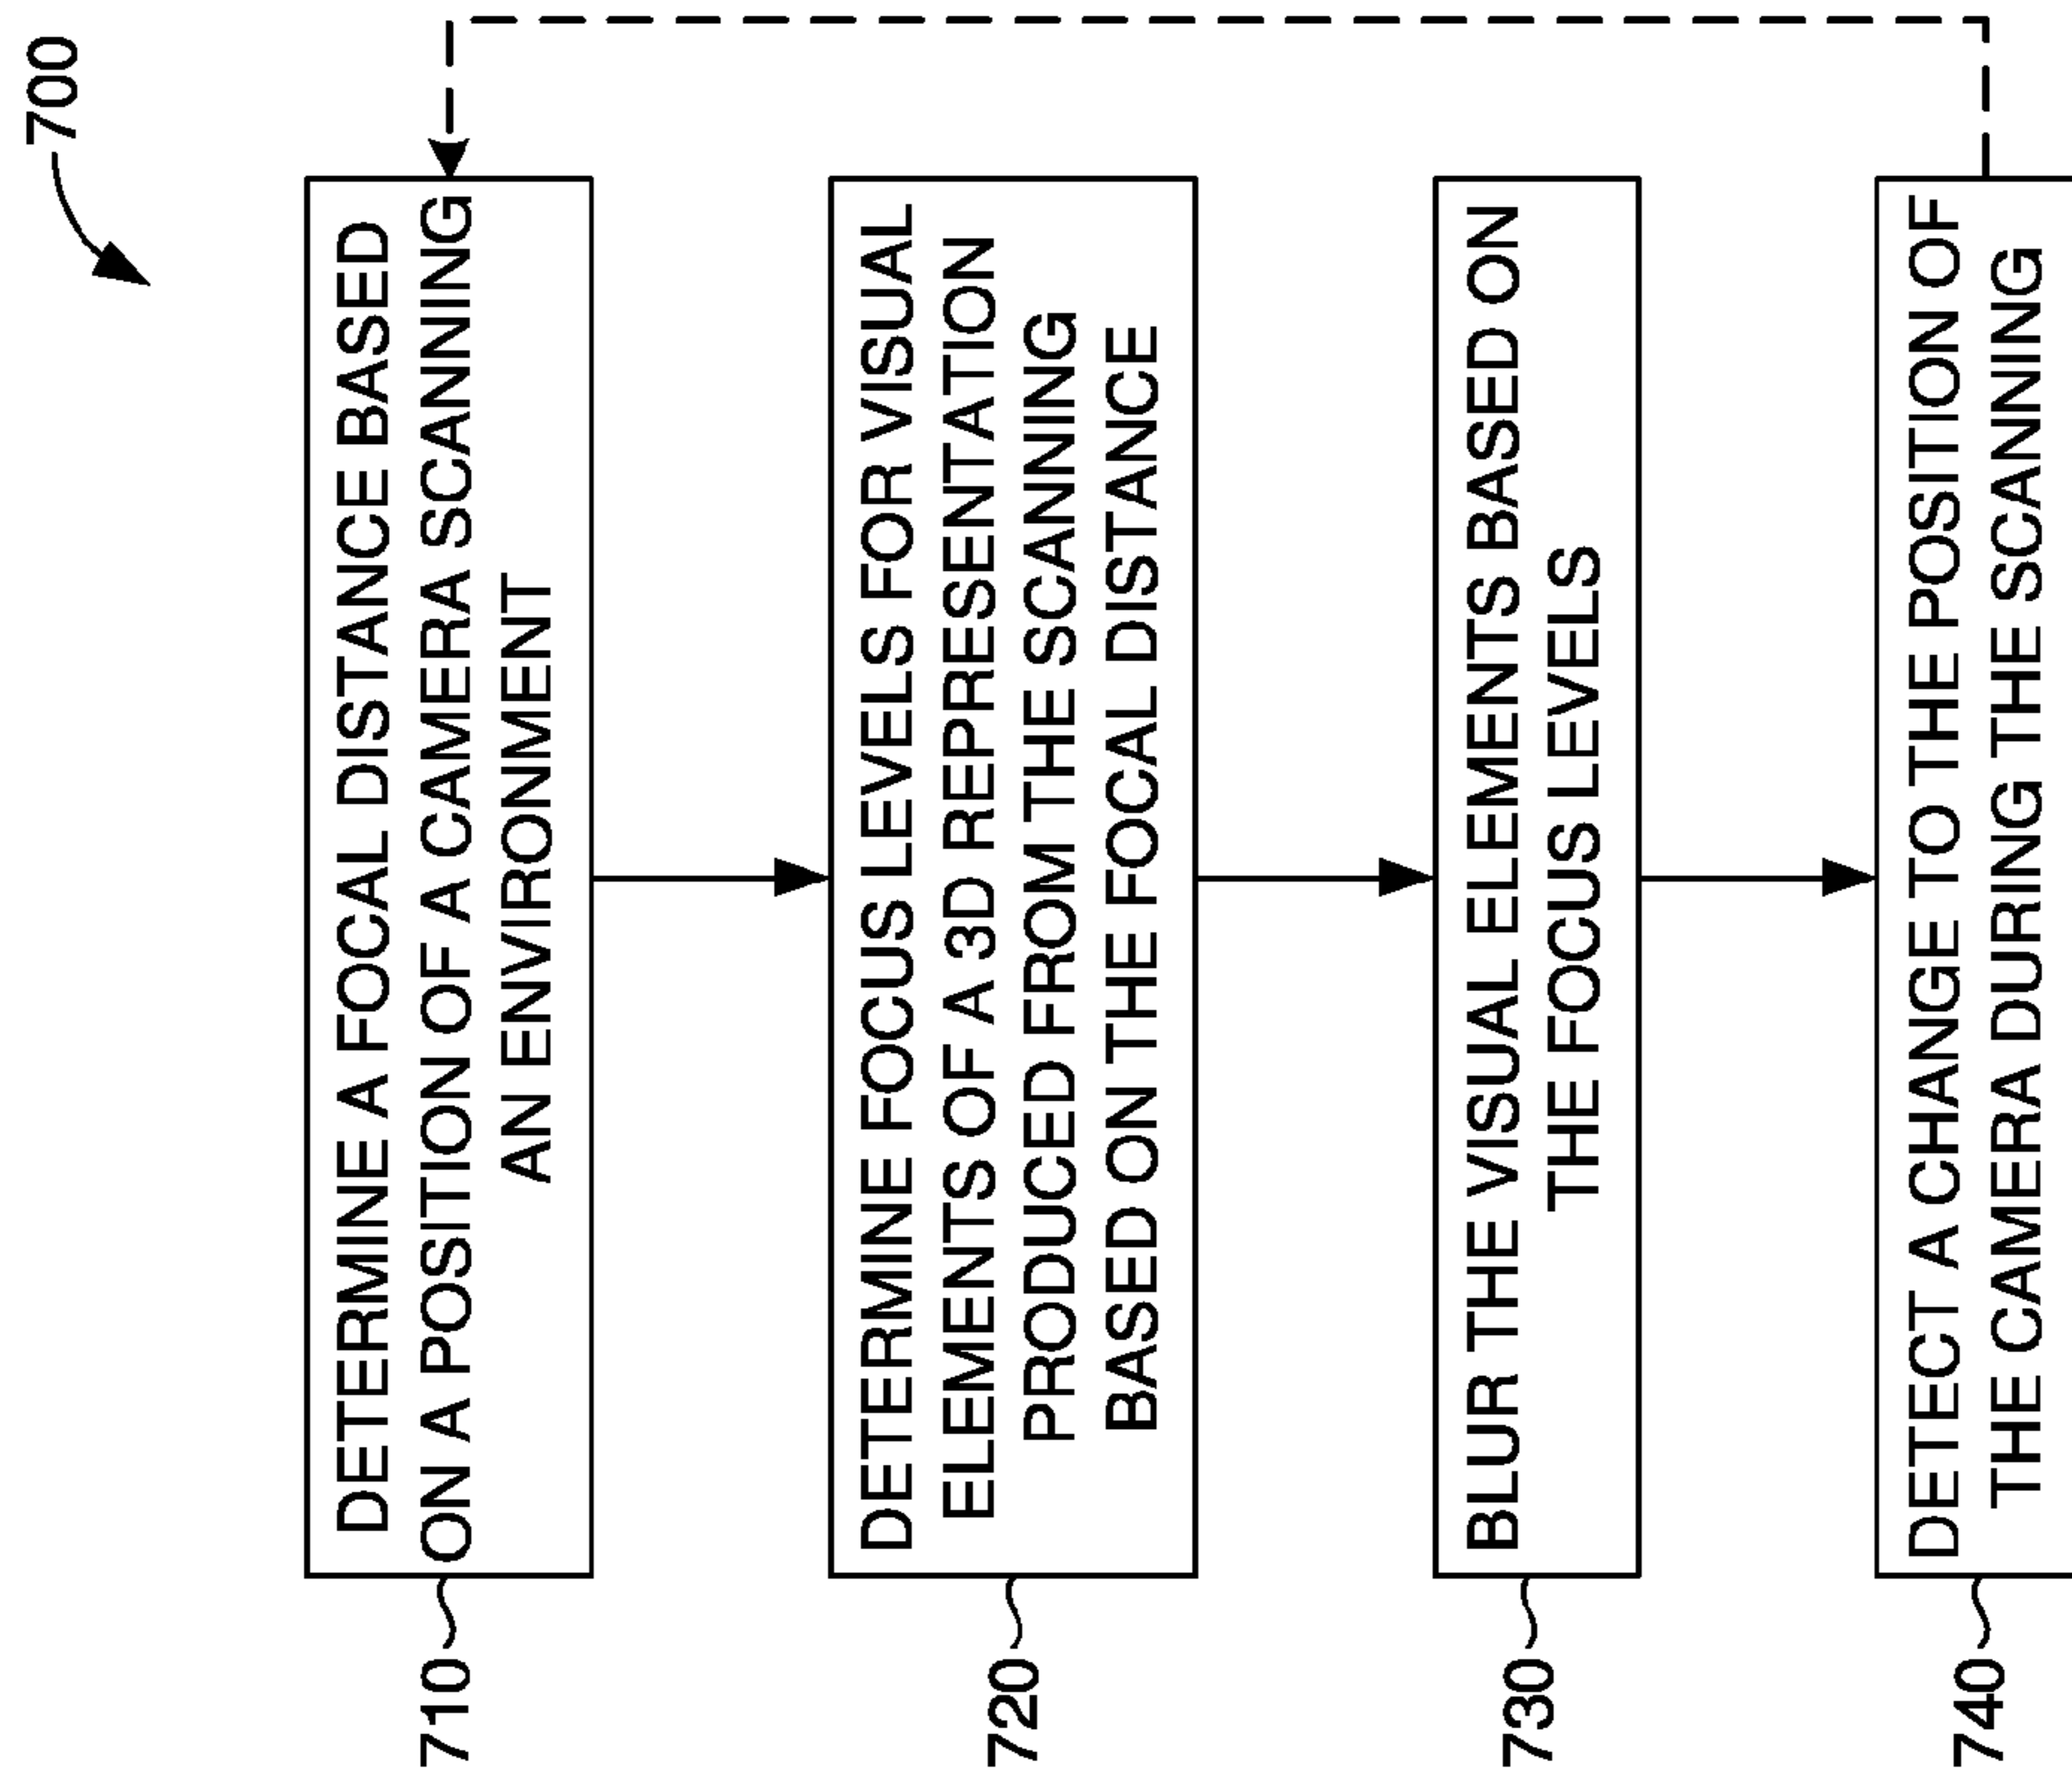 700
710
DETERMINE A FOCAL DISTANCE BASED
ON A POSITION OF A CAMERA SCANNING
AN ENVIRONMENT
720
DETERMINE FOCUS LEVELS FOR VISUAL
ELEMENTS OF A 3D REPRESENTATION
PRODUCED FROM THE SCANNING
BASED ON THE FOCAL DISTANCE
730
BLUR THE VISUAL ELEMENTS BASED ON
THE FOCUS LEVELS
740
DETECT A CHANGE TO THE POSITION OF
THE CAMERA DURING THE SCANNING